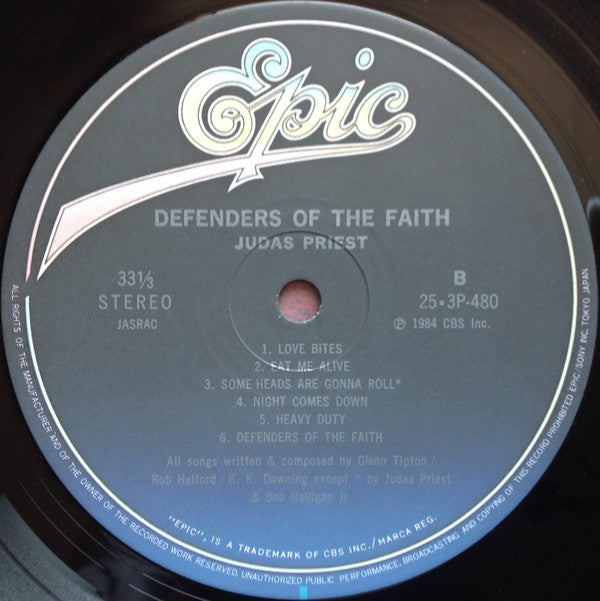 Epic
DEFENDERS OF THE FAITH
JUDAS PRIEST
33⅓
STEREO
JASRAC
B
25•3P-480
Ⓟ 1984 CBS Inc.
1. LOVE BITES
2. EAT ME ALIVE
3. SOME HEADS ARE GONNA ROLL*
4. NIGHT COMES DOWN
5. HEAVY DUTY
6. DEFENDERS OF THE FAITH
All songs written & composed by Glenn Tipton/
Rob Halford/K. K. Downing except * by Judas Priest
& Bob Halligan Jr.
"EPIC", IS A TRADEMARK OF CBS INC./MARCA REG.
ALL RIGHTS OF THE MANUFACTURER AND OF THE OWNER OF THE RECORDED WORK RESERVED, UNAUTHORIZED PUBLIC PERFORMANCE, BROADCASTING AND COPYING OF THIS RECORD PROHIBITED EPIC/SONY INC. TOKYO JAPAN.